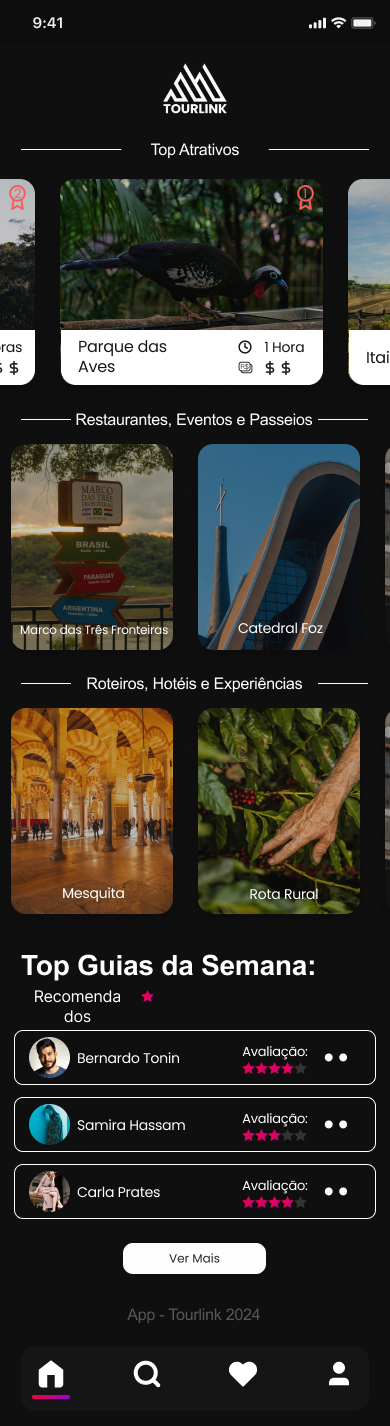 9:41
TOURLINK
Top Atrativos
2
oras
$ $
1
Parque das
Aves
1 Hora
R$
$ $
Itai
Restaurantes, Eventos e Passeios
MARCO
DAS TRÊS
FRONTEIRAS
BRASIL
PARAGUAY
ARGENTINA
Marco das Três Fronteiras
Catedral Foz
Roteiros, Hotéis e Experiências
Mesquita
Rota Rural
Top Guias da Semana:
Recomenda
dos
Bernardo Tonin
Avaliação:
Samira Hassam
Avaliação:
Carla Prates
Avaliação:
Ver Mais
App - Tourlink 2024